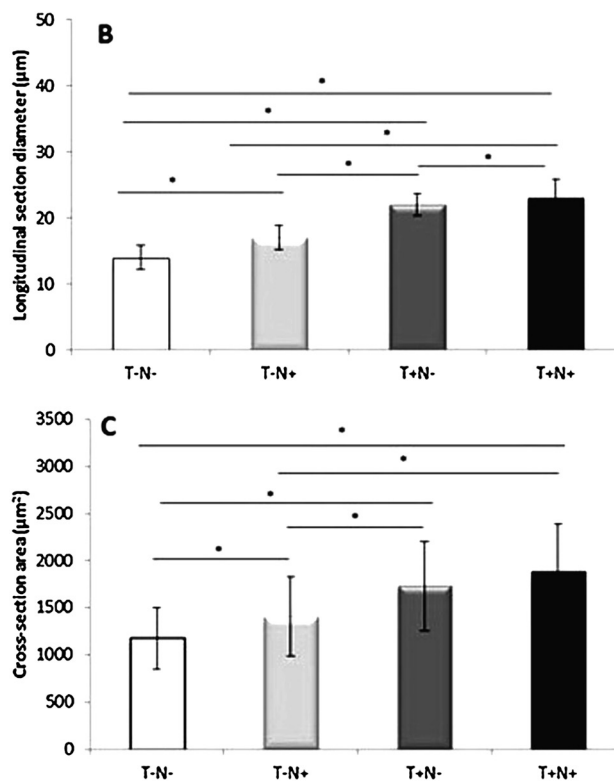 B
Longitudinal section diameter (µm)
50
40
30
20
10
0
T-N-
T-N+
T+N-
T+N+
C
Cross-section area (µm²)
3500
3000
2500
2000
1500
1000
500
0
T-N-
T-N+
T+N-
T+N+